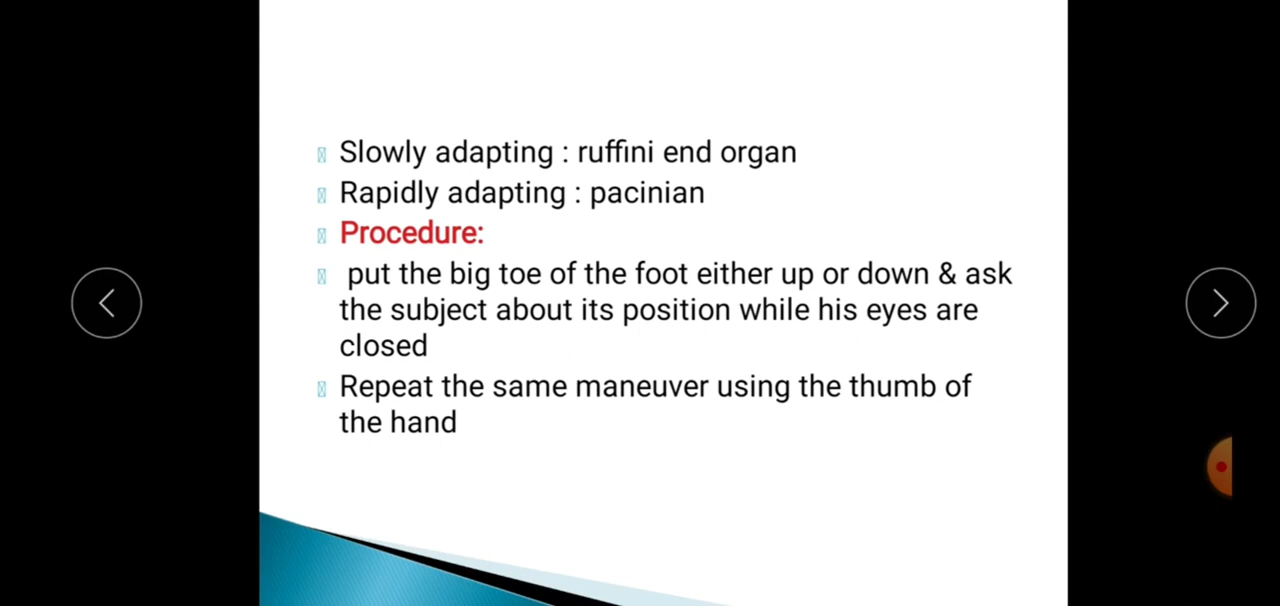 Slowly adapting : ruffini end organ
Rapidly adapting : pacinian
Procedure:
put the big toe of the foot either up or down & ask
the subject about its position while his eyes are
closed
Repeat the same maneuver using the thumb of
the hand